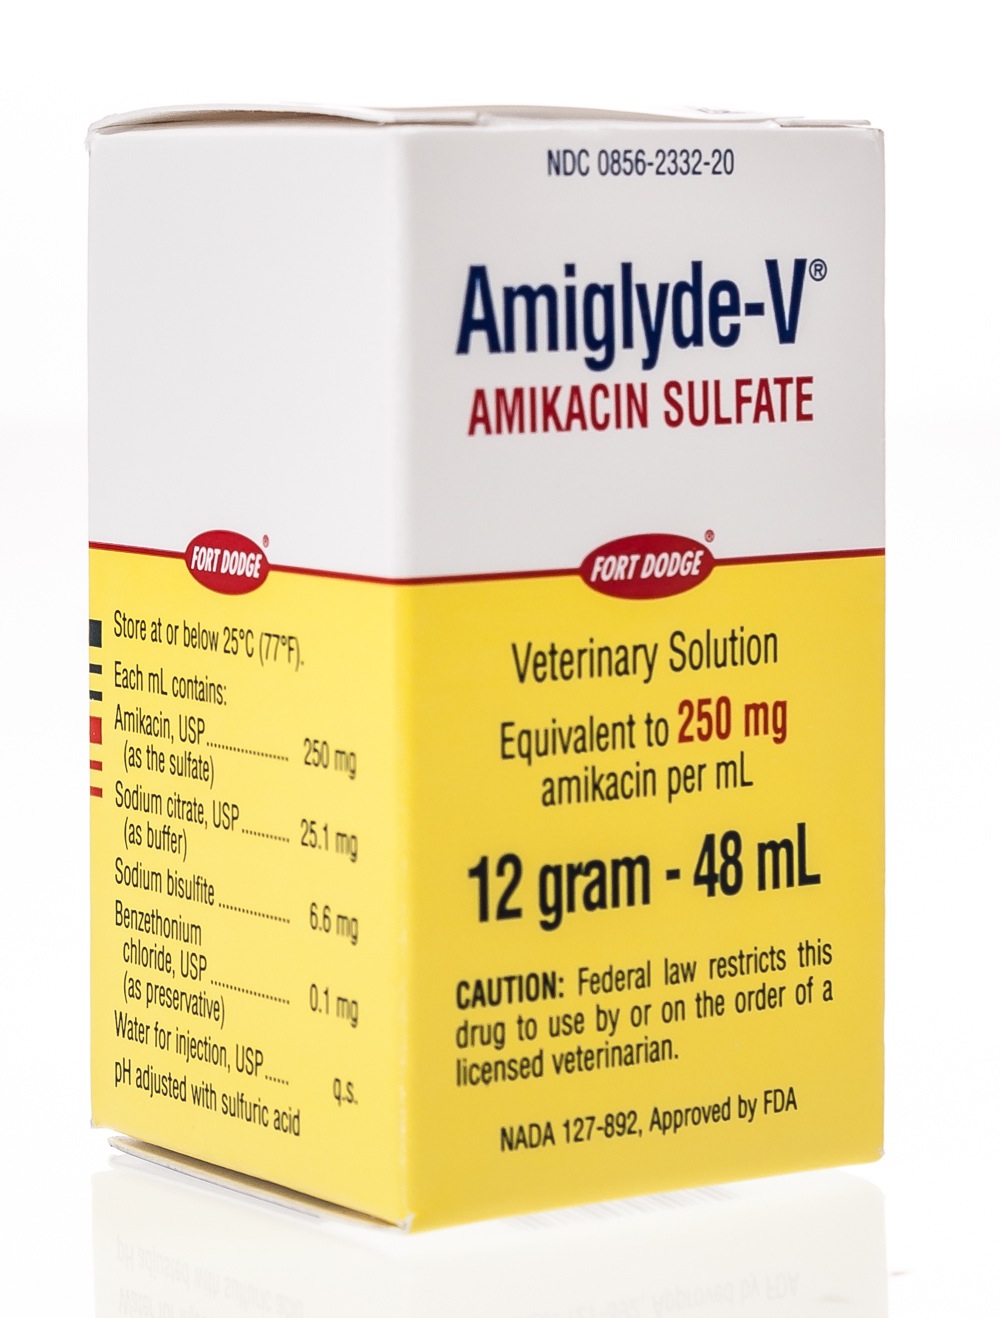 NDC 0856-2332-20
Amiglyde-V®
AMIKACIN SULFATE
FORT DODGE®
Veterinary Solution
Equivalent to 250 mg
amikacin per mL
12 gram - 48 mL
CAUTION: Federal law restricts this
drug to use by or on the order of a
licensed veterinarian.
NADA 127-892, Approved by FDA
FORT DODGE®
Store at or below 25°C (77°F).
Each mL contains:
Amikacin, USP.............. 250 mg
(as the sulfate)
Sodium citrate, USP.......... 25.1 mg
(as buffer)
Sodium bisulfite............ 6.6 mg
Benzethonium
chloride, USP.............. 0.1 mg
(as preservative)
Water for injection, USP...... q.s.
pH adjusted with sulfuric acid